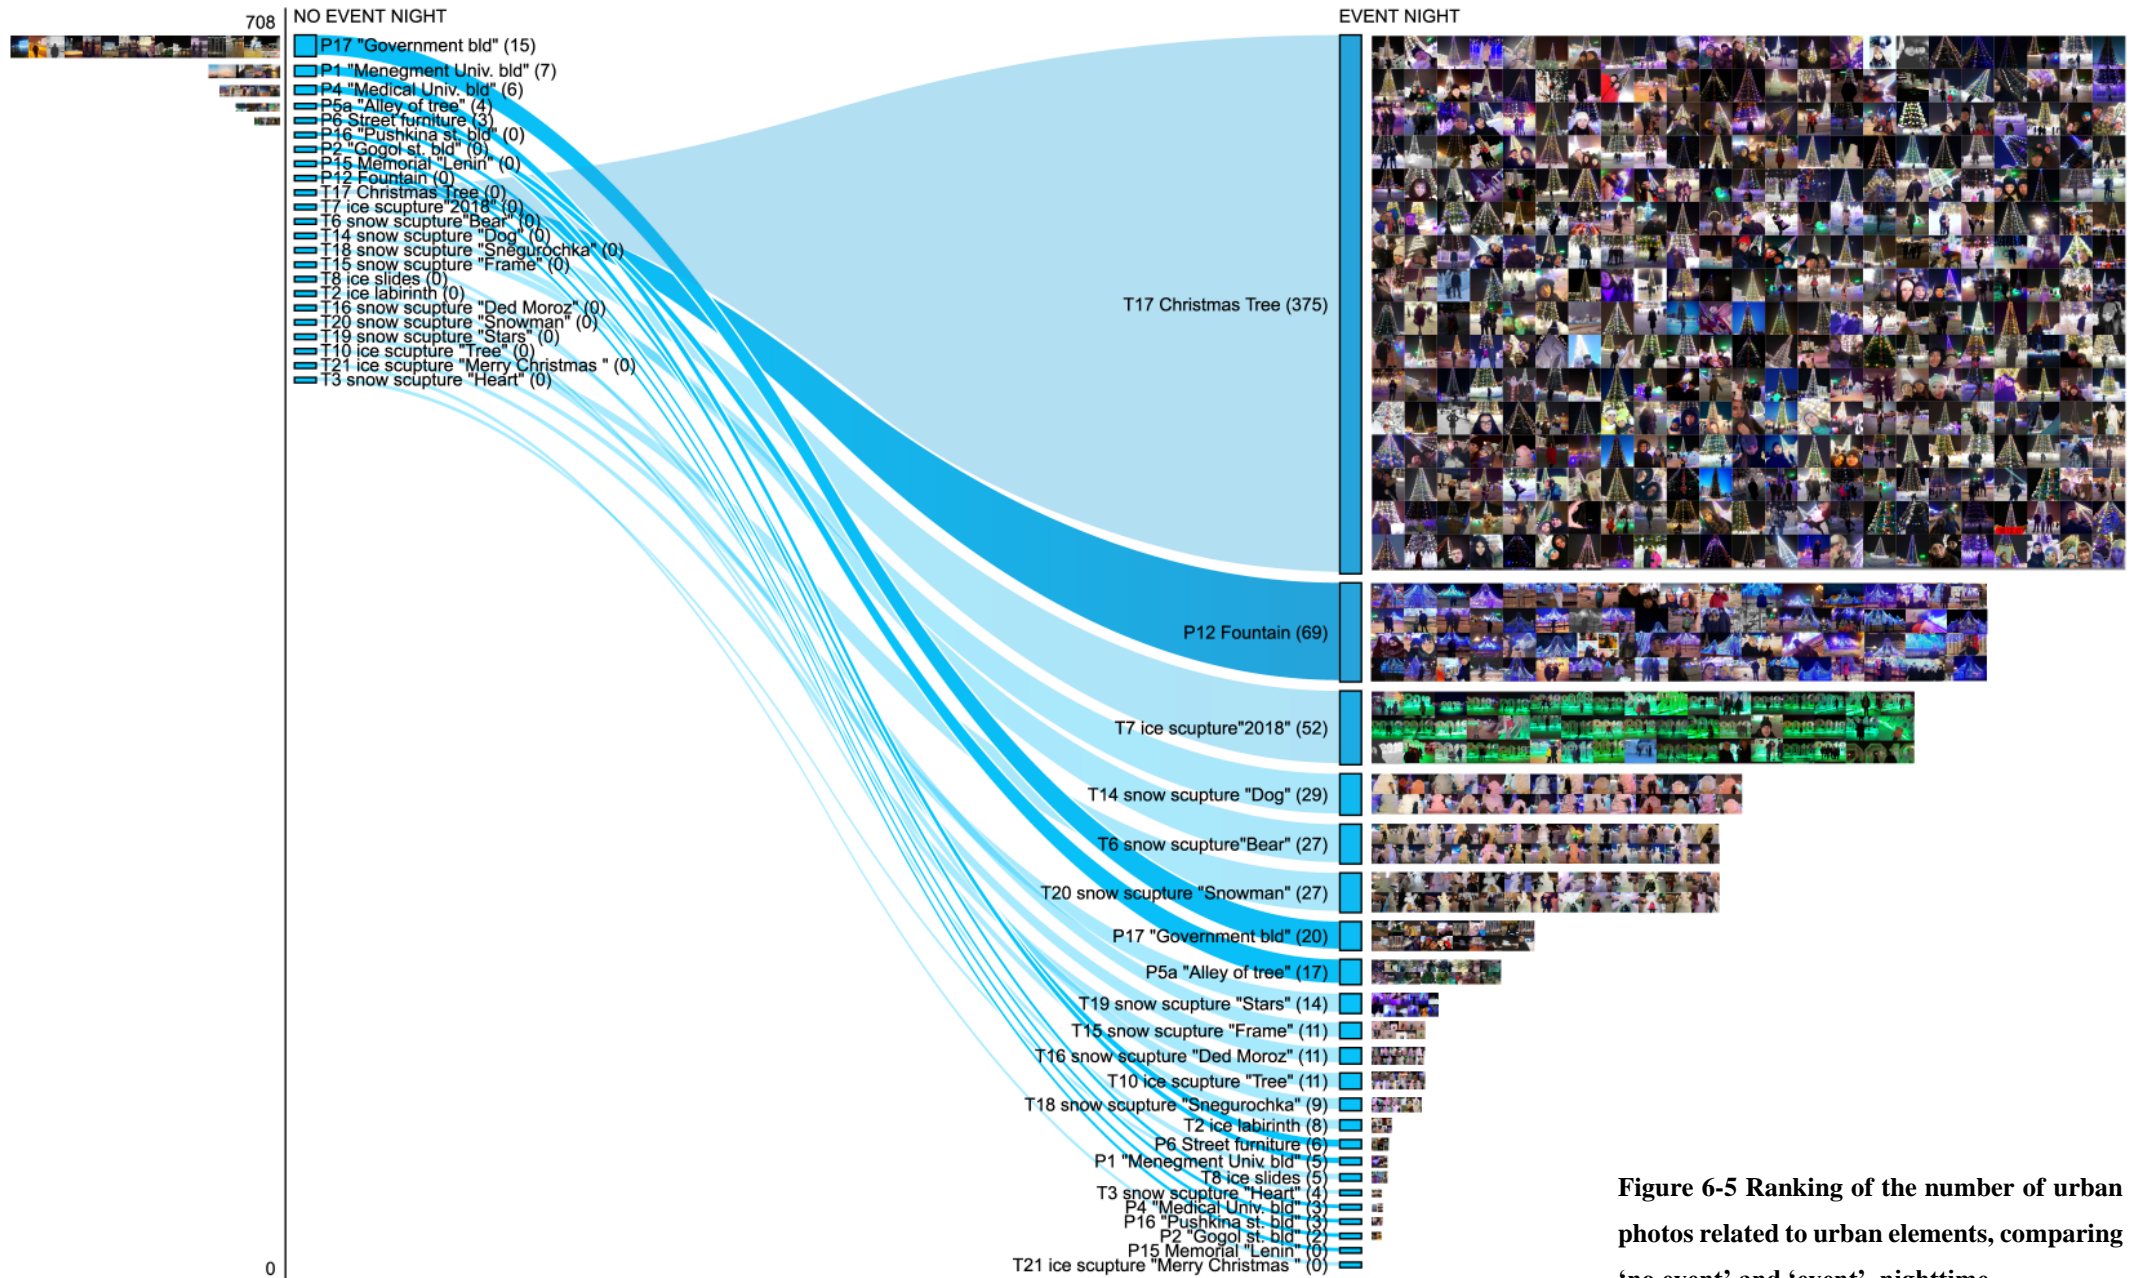 708
NO EVENT NIGHT
P17 "Government bld" (15)
P1 "Menegment Univ. bld" (7)
P4 "Medical Univ. bld" (6)
P5a "Alley of tree" (4)
P6 Street furniture (3)
P16 "Pushkina st. bld" (0)
P2 "Gogol st. bld" (0)
P15 Memorial "Lenin" (0)
P12 Fountain (0)
T17 Christmas Tree (0)
T7 ice scupture"2018" (0)
T6 snow scupture"Bear" (0)
T14 snow scupture "Dog" (0)
T18 snow scupture "Snegurochka" (0)
T15 snow scupture "Frame" (0)
T8 ice slides (0)
T2 ice labirinth (0)
T16 snow scupture "Ded Moroz" (0)
T20 snow scupture "Snowman" (0)
T19 snow scupture "Stars" (0)
T10 ice scupture "Tree" (0)
T21 ice scupture "Merry Christmas " (0)
T3 snow scupture "Heart" (0)
0
EVENT NIGHT
T17 Christmas Tree (375)
P12 Fountain (69)
T7 ice scupture"2018" (52)
T14 snow scupture "Dog" (29)
T6 snow scupture"Bear" (27)
T20 snow scupture "Snowman" (27)
P17 "Government bld" (20)
P5a "Alley of tree" (17)
T19 snow scupture "Stars" (14)
T15 snow scupture "Frame" (11)
T16 snow scupture "Ded Moroz" (11)
T10 ice scupture "Tree" (11)
T18 snow scupture "Snegurochka" (9)
T2 ice labirinth (8)
P6 Street furniture (6)
P1 "Menegment Univ. bld" (5)
T8 ice slides (5)
T3 snow scupture "Heart" (4)
P4 "Medical Univ. bld" (3)
P16 "Pushkina st. bld" (3)
P2 "Gogol st. bld" (2)
P15 Memorial "Lenin" (0)
T21 ice scupture "Merry Christmas " (0)
Figure 6-5 Ranking of the number of urban
photos related to urban elements, comparing
'no event' and 'event', nighttime